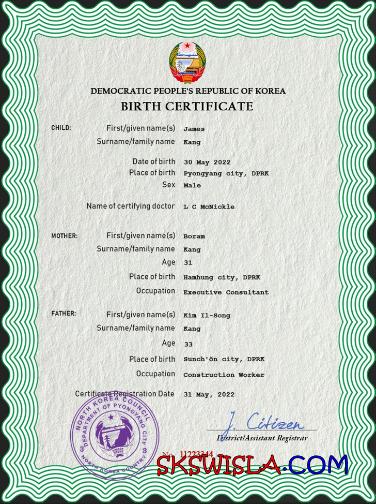 DEMOCRATIC PEOPLE'S REPUBLIC OF KOREA
BIRTH CERTIFICATE
CHILD: First/given name(s) James
Surname/family name Kang
Date of birth 30 May 2022
Place of birth Pyongyang city, DPRK
Sex Male
Name of certifying doctor L C McNickle
MOTHER: First/given name(s) Boram
Surname/family name Kang
Age 31
Place of birth Hamhung city, DPRK
Occupation Executive Consultant
FATHER: First/given name(s) Kim Il-Song
Surname/family name Kang
Age 33
Place of birth Sunch'ŏn city, DPRK
Occupation Construction Worker
Certificate Registration Date 31 May, 2022
NORTH KOREA COUNCIL
DEPARTMENT OF PYONGYANG CITY
J. Citizen
District/Assistant Registrar
11223344
SKSWISLA.COM